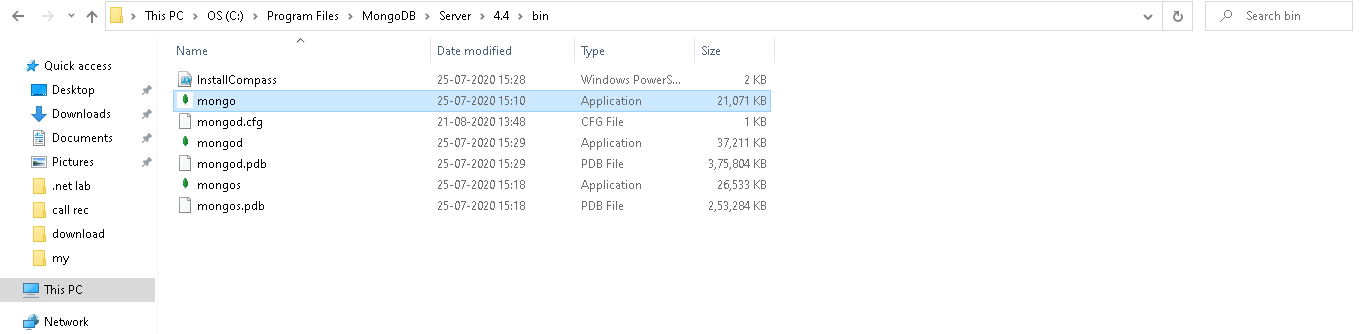 This PC > OS (C:) > Program Files > MongoDB > Server > 4.4 > bin
Search bin
Name Date modified Type Size
Quick access
Desktop
Downloads
Documents
Pictures
.net lab
call rec
download
my
This PC
Network
InstallCompass 25-07-2020 15:28 Windows PowerS... 2 KB
mongo 25-07-2020 15:10 Application 21,071 KB
mongod.cfg 21-08-2020 13:48 CFG File 1 KB
mongod 25-07-2020 15:29 Application 37,211 KB
mongod.pdb 25-07-2020 15:29 PDB File 3,75,804 KB
mongos 25-07-2020 15:18 Application 26,533 KB
mongos.pdb 25-07-2020 15:18 PDB File 2,53,284 KB